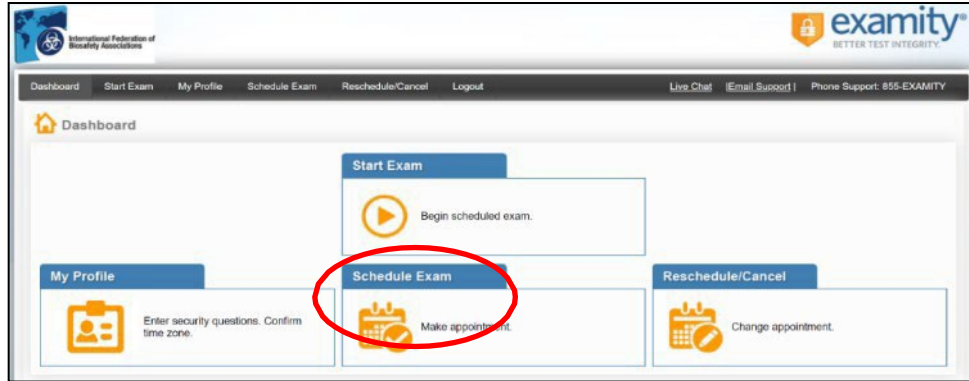 International Federation of
Biosafety Associations
examity®
BETTER TEST INTEGRITY.
Dashboard Start Exam My Profile Schedule Exam Reschedule/Cancel Logout Live Chat |Email Support | Phone Support: 855-EXAMITY
Dashboard
Start Exam
Begin scheduled exam.
My Profile
Enter security questions. Confirm
time zone.
Schedule Exam
Make appointment.
Reschedule/Cancel
Change appointment.